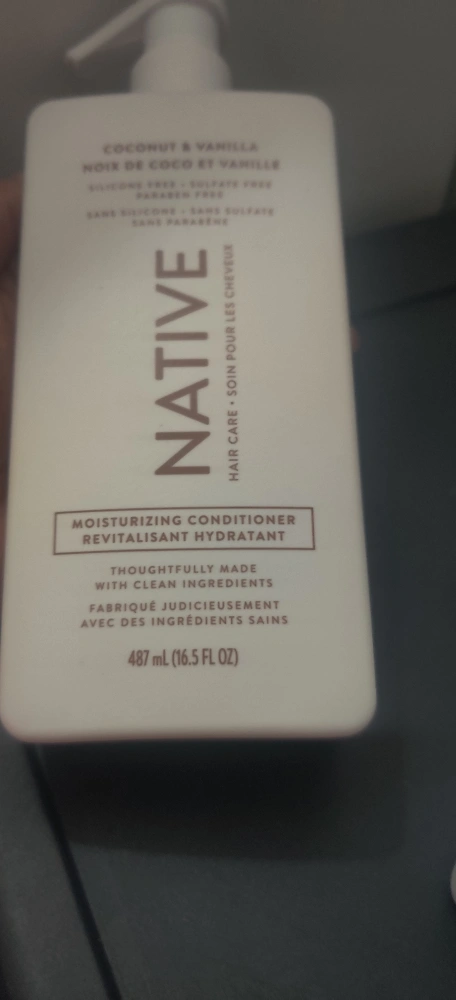 COCONUT & VANILLA
NOIX DE COCO ET VANILLE
SILICONE FREE • SULFATE FREE
PARABEN FREE
SANS SILICONE • SANS SULFATE
SANS PARABÈNE
NATIVE
HAIR CARE • SOIN POUR LES CHEVEUX
MOISTURIZING CONDITIONER
REVITALISANT HYDRATANT
THOUGHTFULLY MADE
WITH CLEAN INGREDIENTS
FABRIQUÉ JUDICIEUSEMENT
AVEC DES INGRÉDIENTS SAINS
487 mL (16.5 FL OZ)